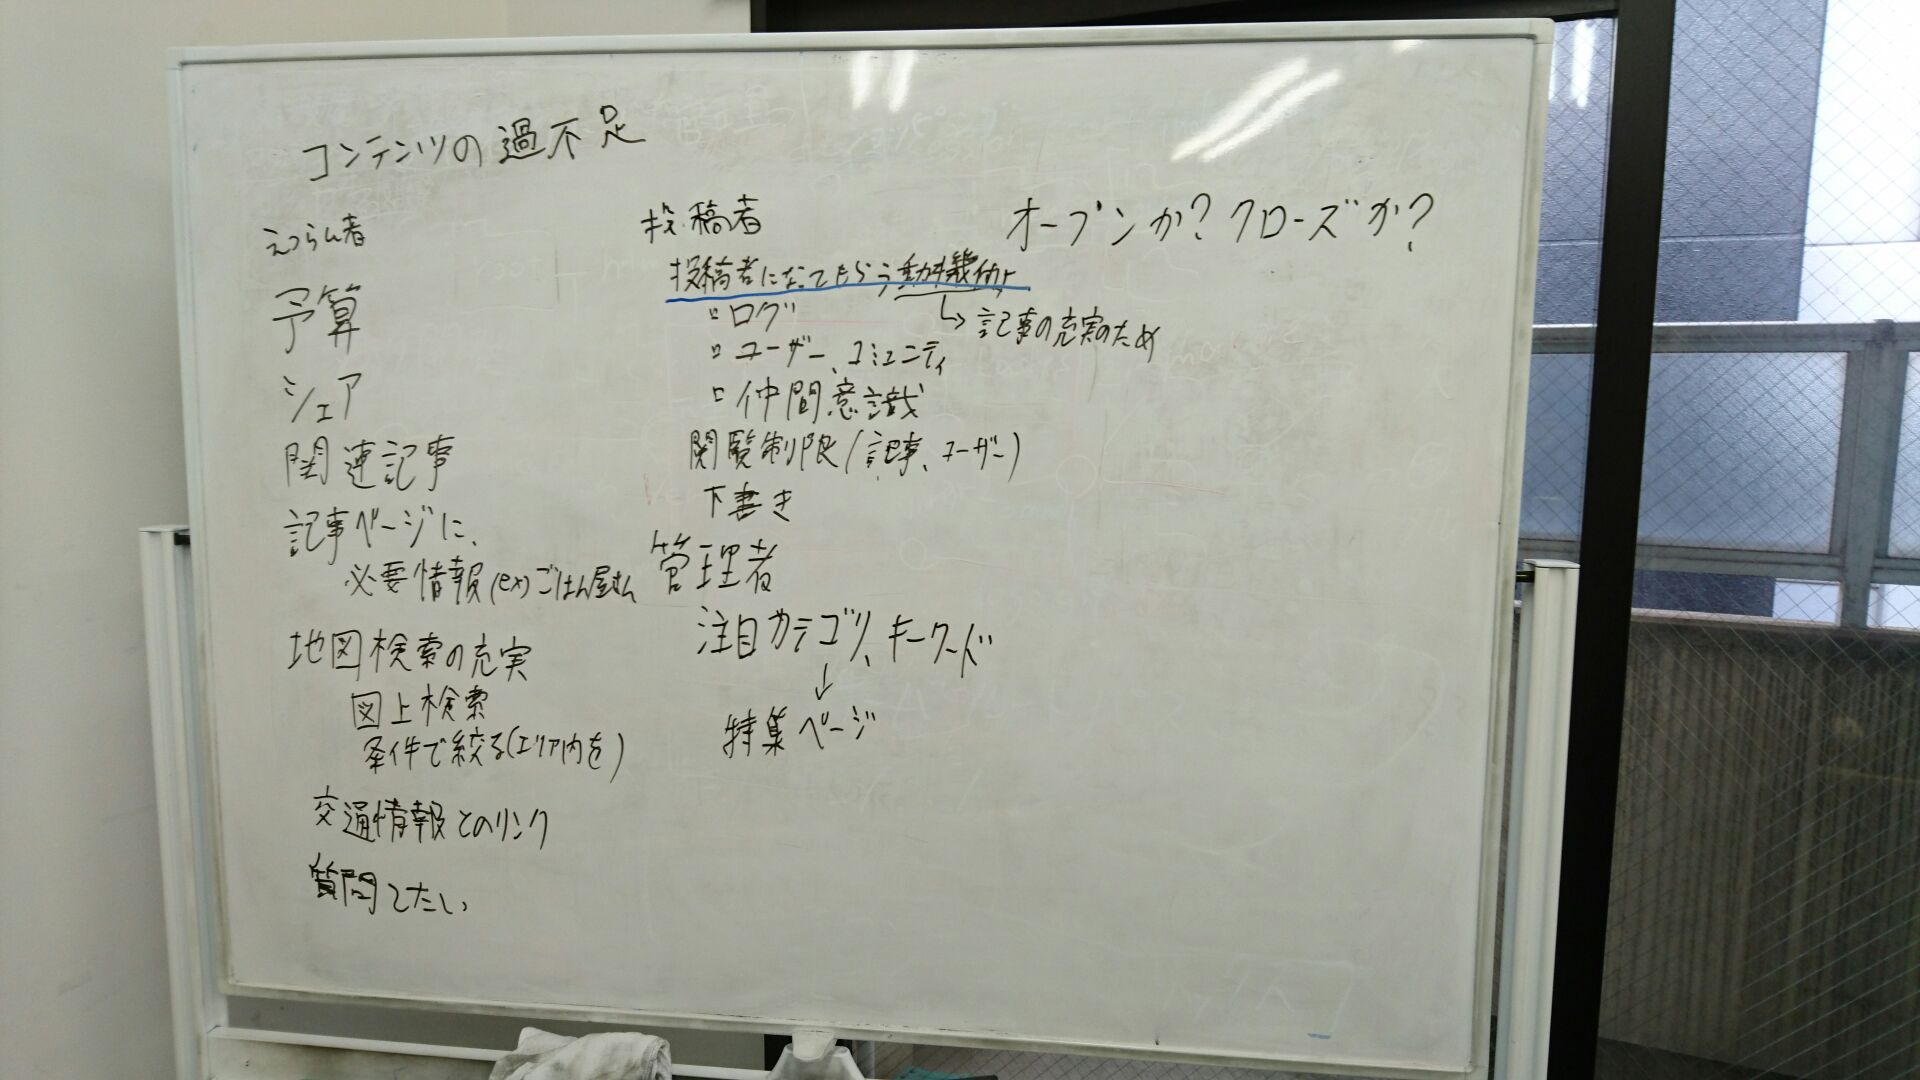 コンテンツの過不足
えつらん者
予算
シェア
関連記事
記事ページに、
必要情報(ex)ごはん屋さん
地図検索の充実
図上検索
条件で絞る(エリア内を)
交通情報とのリンク
質問したい
投稿者
投稿者になってもらう動機付け
↳記事の充実のため
▫ログ
▫ユーザー、コミュニティ
▫仲間意識
閲覧制限(記事、ユーザー)
下書き
管理者
注目カテゴリ、キーワード
↓
特集ページ
オープンか?クローズか?